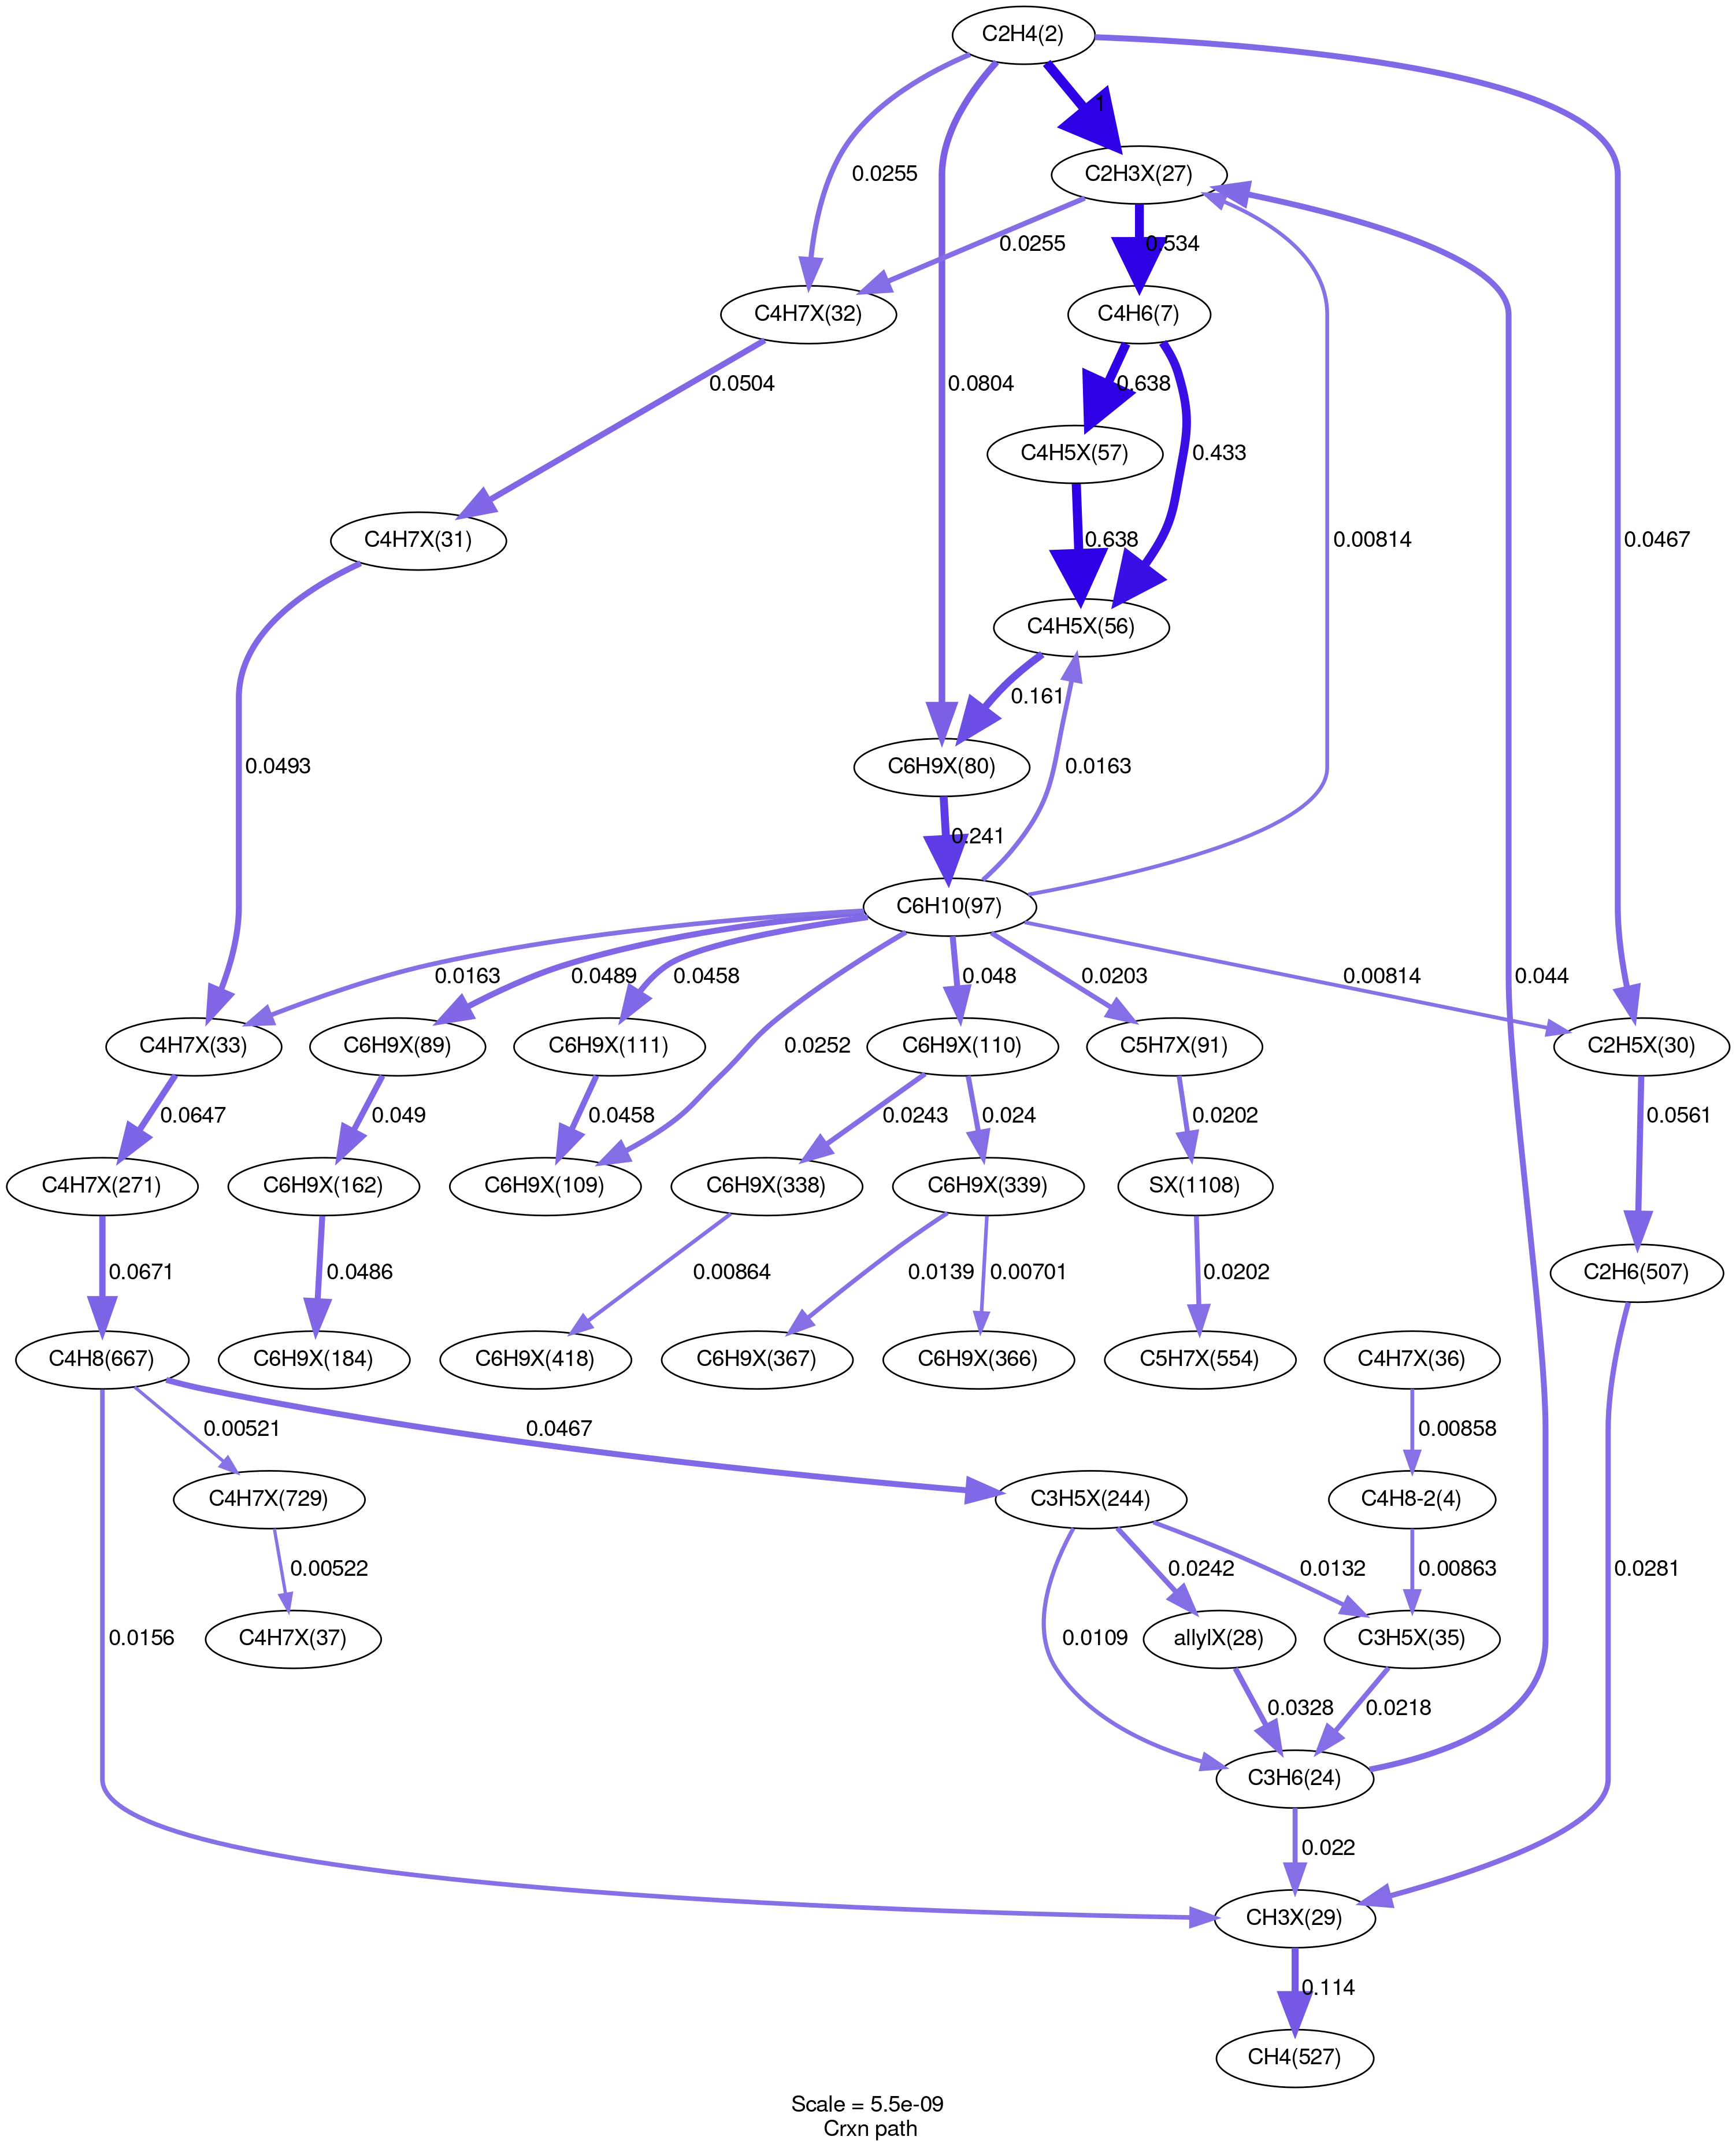 C2H4(2)
1
0.0255
C2H3X(27)
0.0255
0.534
C4H7X(32)
C4H6(7)
0.0504
0.0804
0.638
0.433
C4H5X(57)
C4H7X(31)
0.638
0.00814
0.0467
C4H5X(56)
0.161
0.0493
C6H9X(80)
0.0163
0.241
C6H10(97)
0.0163
0.0489
0.0458
0.048
0.0203
0.00814
0.044
C4H7X(33)
C6H9X(89)
C6H9X(111)
0.0252
C6H9X(110)
C5H7X(91)
C2H5X(30)
0.0647
0.049
0.0458
0.0243
0.024
0.0202
0.0561
C4H7X(271)
C6H9X(162)
C6H9X(109)
C6H9X(338)
C6H9X(339)
SX(1108)
0.0671
0.0486
0.00864
0.0139
0.00701
0.0202
C2H6(507)
C4H8(667)
C6H9X(184)
C6H9X(418)
C6H9X(367)
C6H9X(366)
C5H7X(554)
C4H7X(36)
0.00521
0.0467
0.00858
C4H7X(729)
C3H5X(244)
C4H8-2(4)
0.00522
0.0242
0.0132
0.00863
0.0281
0.0156
C4H7X(37)
0.0109
allylX(28)
C3H5X(35)
0.0328
0.0218
C3H6(24)
0.022
CH3X(29)
0.114
CH4(527)
Scale = 5.5e-09
Crxn path